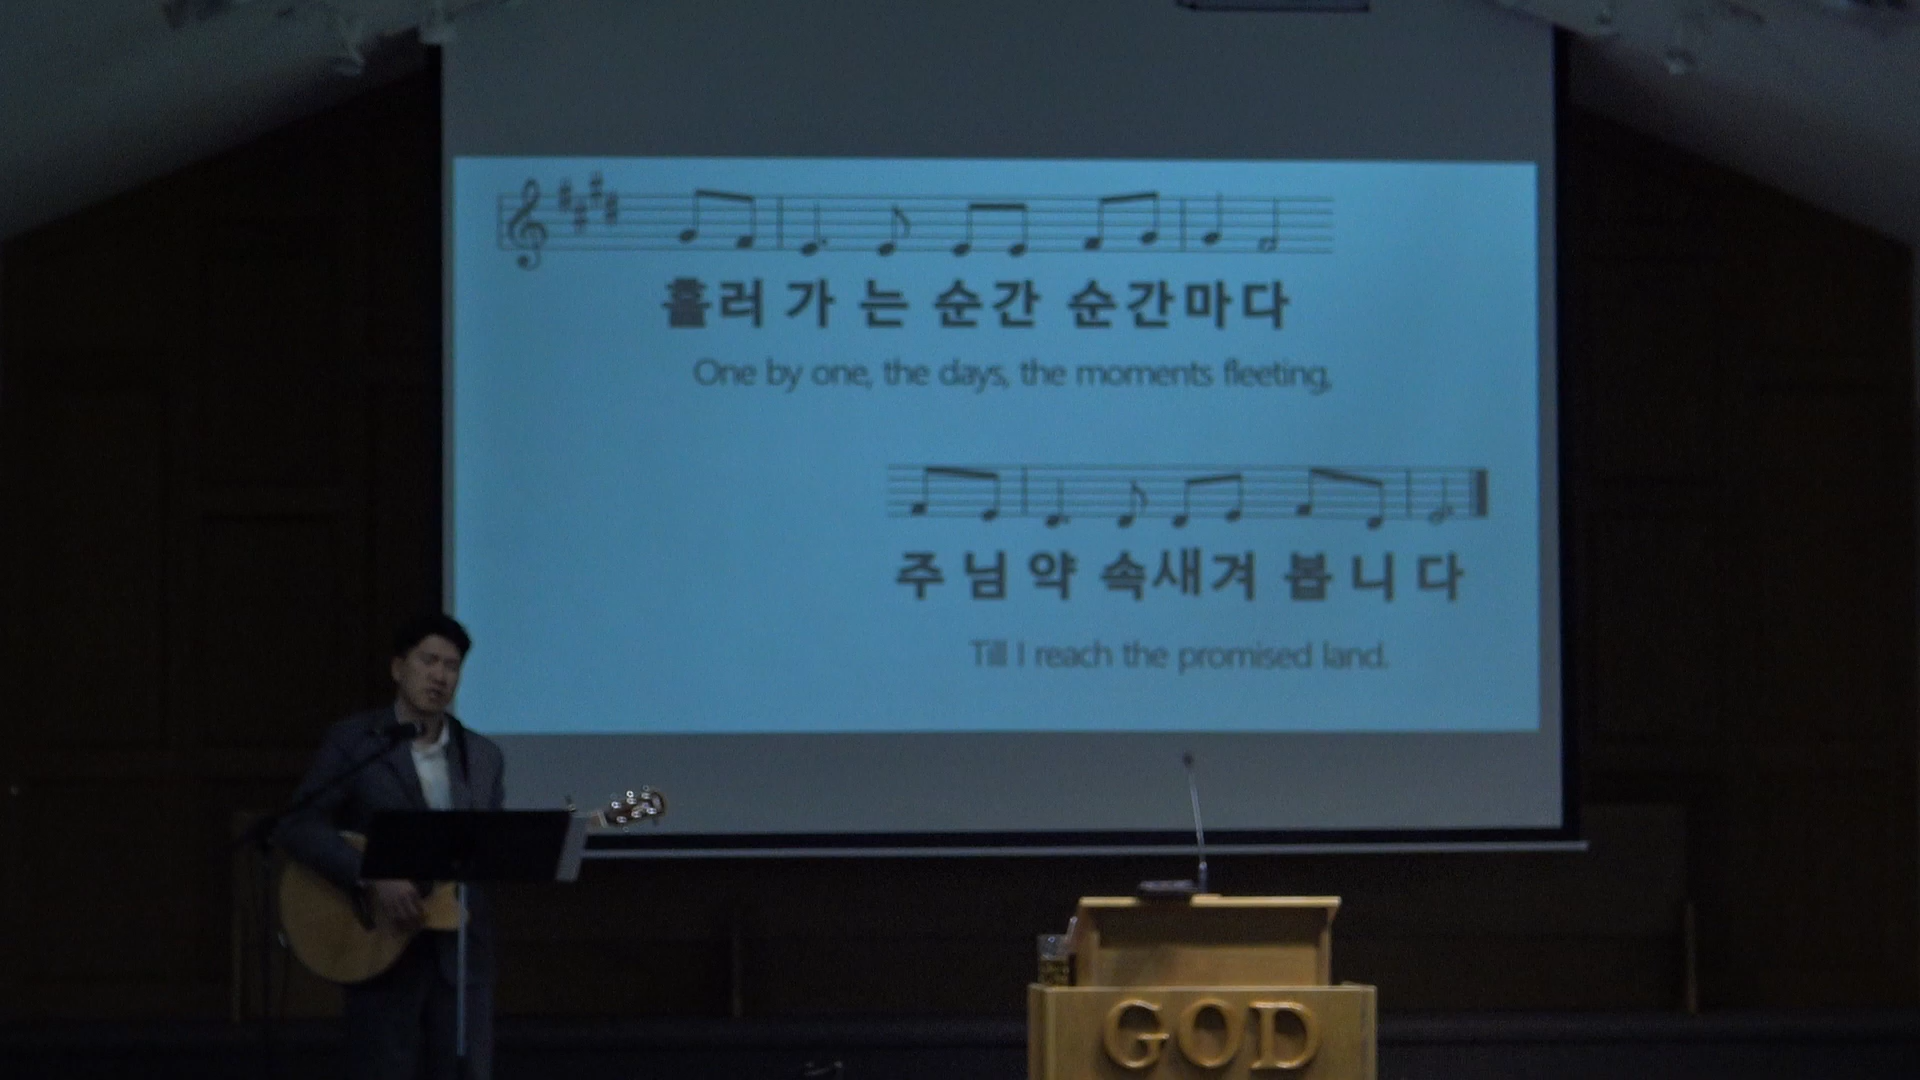 흘러 가 는 순간 순간마다
One by one, the days, the moments fleeting,
주 님 약 속새겨 봅 니 다
Till I reach the promised land.
GOD